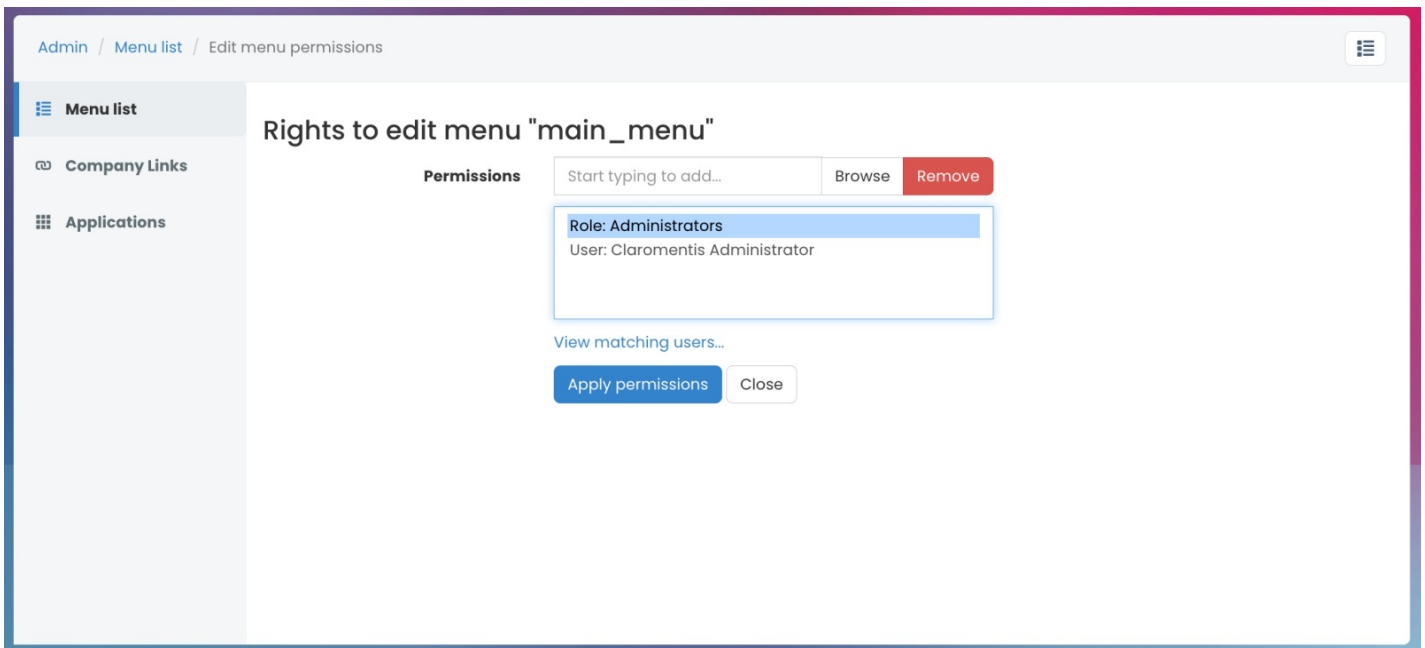 Admin / Menu list / Edit menu permissions
Menu list
Company Links
Applications
Rights to edit menu "main_menu"
Permissions
Start typing to add...
Browse
Remove
Role: Administrators
User: Claromentis Administrator
View matching users...
Apply permissions
Close